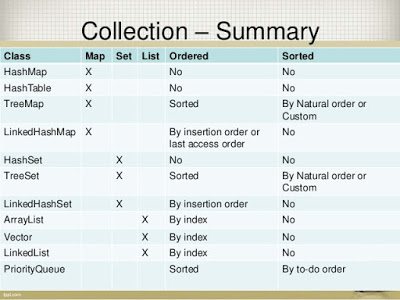 Collection – Summary
Class Map Set List Ordered Sorted
HashMap X No No
HashTable X No No
TreeMap X Sorted By Natural order or
Custom
LinkedHashMap X By insertion order or No
last access order
HashSet X No No
TreeSet X Sorted By Natural order or
Custom
LinkedHashSet X By insertion order No
ArrayList X By index No
Vector X By index No
LinkedList X By index No
PriorityQueue Sorted By to-do order